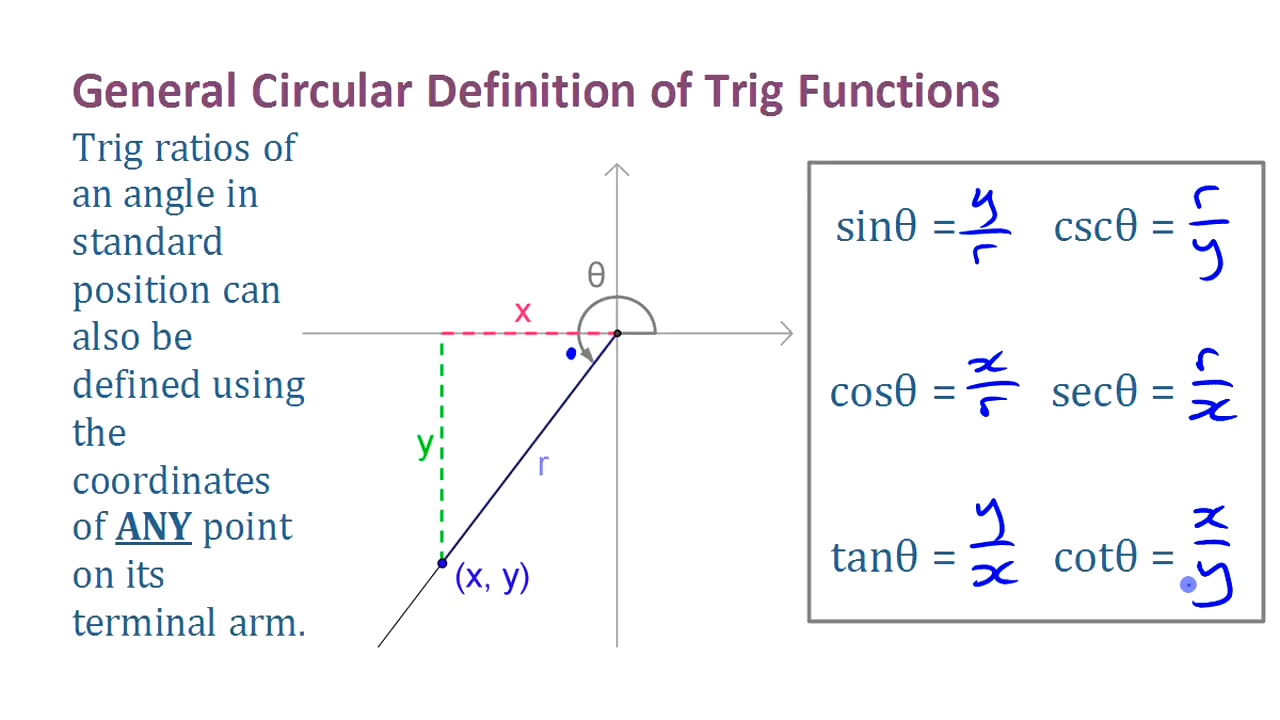 General Circular Definition of Trig Functions
Trig ratios of
an angle in
standard
position can
also be
defined using
the
coordinates
of ANY point
on its
terminal arm.
θ
x
y
r
(x, y)
sinθ = y/r cscθ = r/y
cosθ = x/r secθ = r/x
tanθ = y/x cotθ = x/y